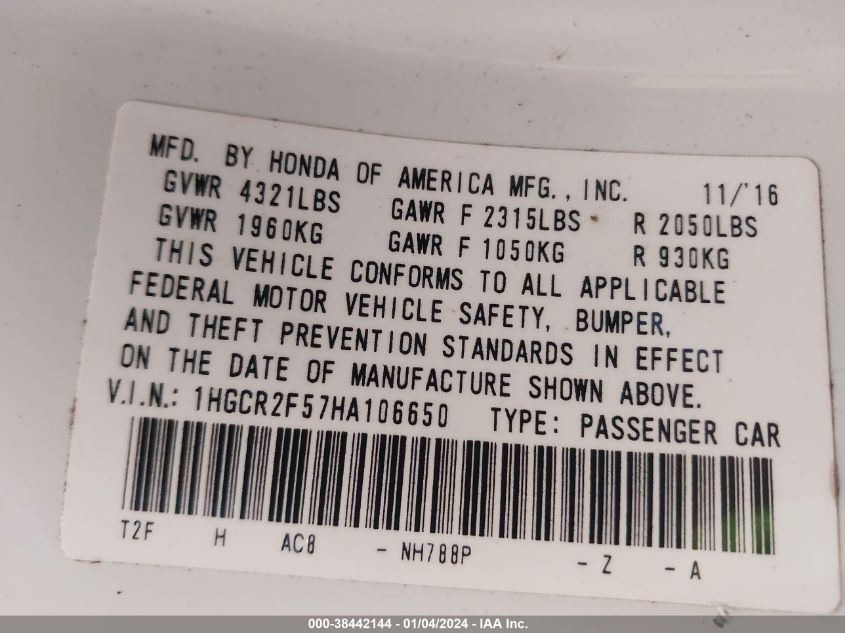 MFD. BY HONDA OF AMERICA MFG., INC. 11/'16
GVWR 4321LBS GAWR F 2315LBS R 2050LBS
GVWR 1960KG GAWR F 1050KG R 930KG
THIS VEHICLE CONFORMS TO ALL APPLICABLE
FEDERAL MOTOR VEHICLE SAFETY, BUMPER,
AND THEFT PREVENTION STANDARDS IN EFFECT
ON THE DATE OF MANUFACTURE SHOWN ABOVE.
V.I.N.: 1HGCR2F57HA106650 TYPE: PASSENGER CAR
T2F H AC8 - NH788P - Z - A
000-38442144 - 01/04/2024 - IAA Inc.